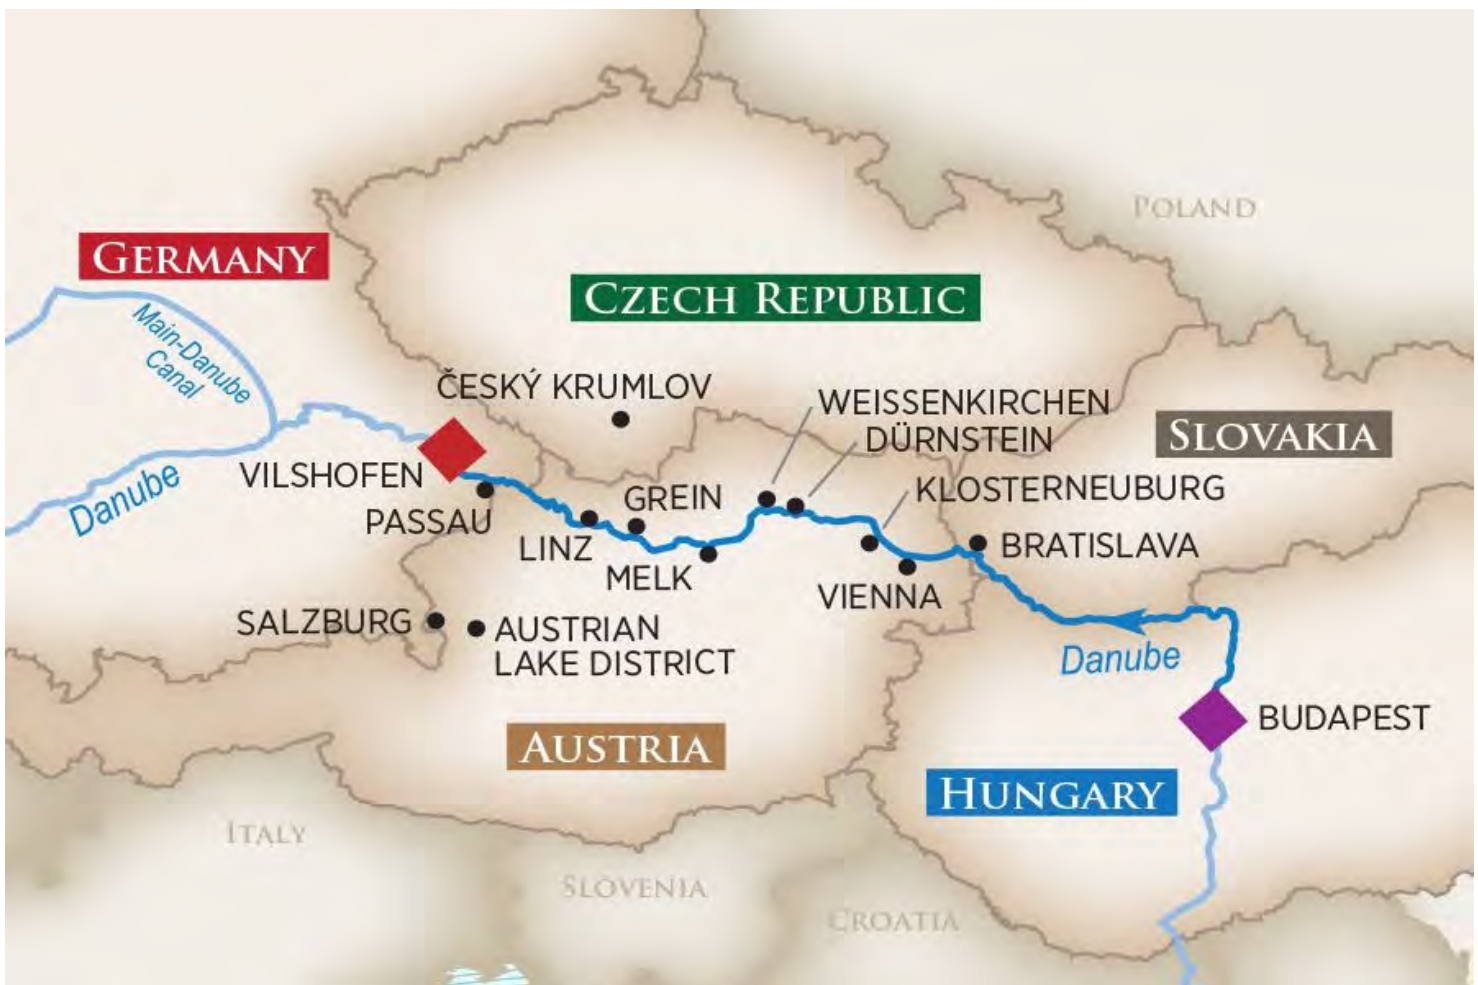 POLAND
GERMANY
CZECH REPUBLIC
Main-Danube
Canal
ČESKÝ KRUMLOV
WEISSENKIRCHEN
DÜRNSTEIN
SLOVAKIA
VILSHOFEN
Danube
PASSAU
GREIN
KLOSTERNEUBURG
LINZ
MELK
BRATISLAVA
VIENNA
SALZBURG
AUSTRIAN
LAKE DISTRICT
Danube
BUDAPEST
AUSTRIA
HUNGARY
ITALY
SLOVENIA
CROATIA